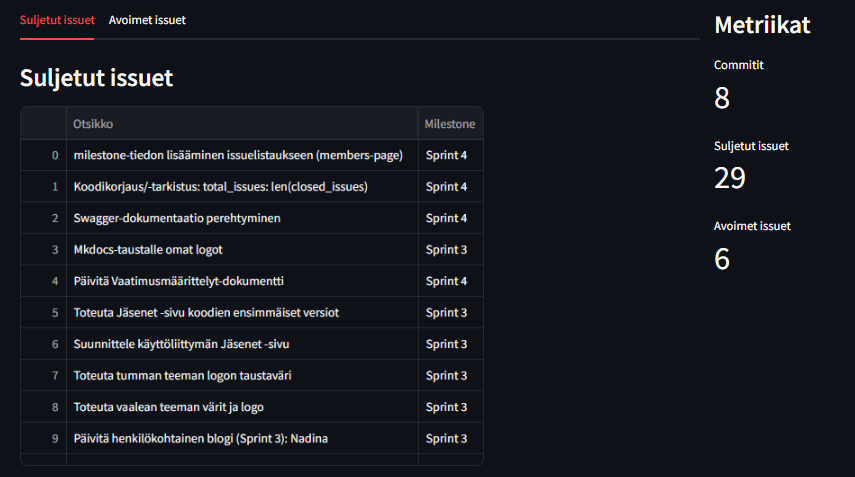 Suljetut issuet Avoimet issuet
Suljetut issuet
Otsikko Milestone
0 milestone-tiedon lisääminen issuelistaukseen (members-page) Sprint 4
1 Koodikorjaus/-tarkistus: total_issues: len(closed_issues) Sprint 4
2 Swagger-dokumentaatio perehtyminen Sprint 4
3 Mkdocs-taustalle omat logot Sprint 3
4 Päivitä Vaatimusmäärittelyt-dokumentti Sprint 4
5 Toteuta Jäsenet -sivu koodien ensimmäiset versiot Sprint 3
6 Suunnittele käyttöliittymän Jäsenet -sivu Sprint 3
7 Toteuta tumman teeman logon taustaväri Sprint 3
8 Toteuta vaalean teeman värit ja logo Sprint 3
9 Päivitä henkilökohtainen blogi (Sprint 3): Nadina Sprint 3
Metriikat
Commitit
8
Suljetut issuet
29
Avoimet issuet
6